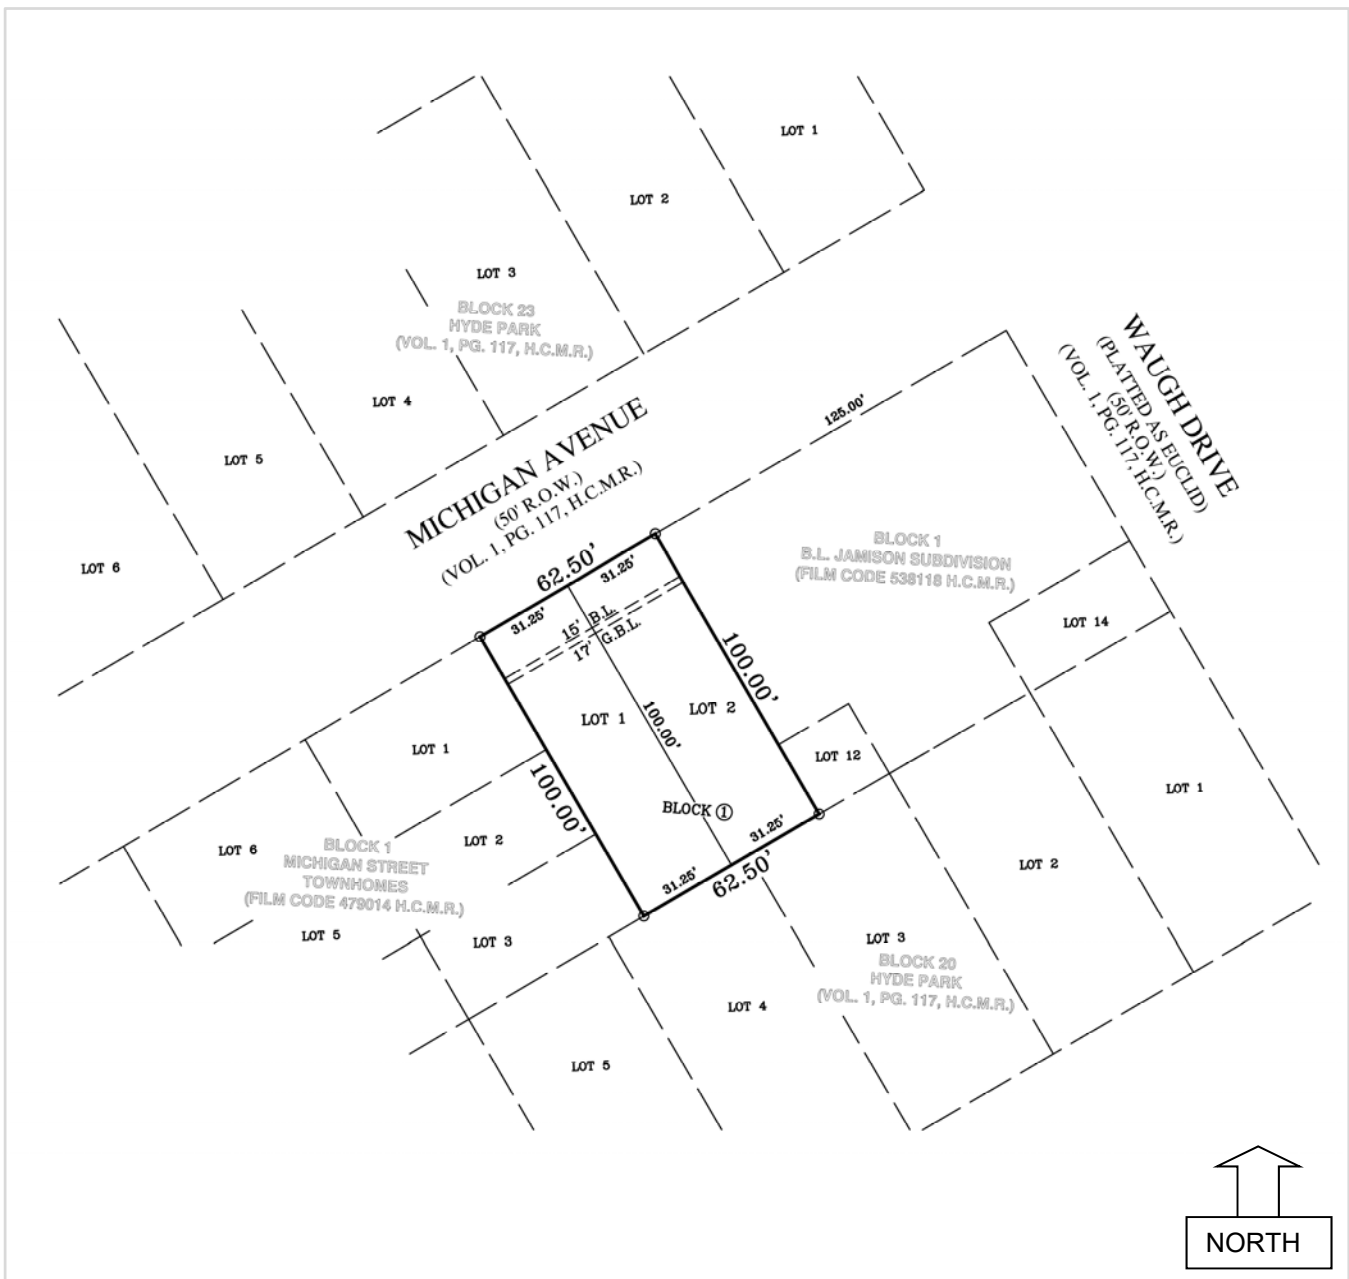 LOT 1
LOT 2
LOT 3
BLOCK 23
HYDE PARK
(VOL. 1, PG. 117, H.C.M.R.)
LOT 4
LOT 5
LOT 6
MICHIGAN AVENUE
(50' R.O.W.)
(VOL. 1, PG. 117, H.C.M.R.)
125.00'
WAUGH DRIVE
(PLATTED AS EUCLID)
(50' R.O.W.)
(VOL. 1, PG. 117, H.C.M.R.)
BLOCK 1
B.L. JAMISON SUBDIVISION
(FILM CODE 538118 H.C.M.R.)
LOT 14
LOT 12
62.50'
31.25'
31.25'
15' B.L.
17' G.B.L.
100.00'
LOT 1
100.00'
LOT 2
100.00'
BLOCK 1
31.25'
31.25'
62.50'
LOT 1
LOT 2
LOT 6
BLOCK 1
MICHIGAN STREET
TOWNHOMES
(FILM CODE 479014 H.C.M.R.)
LOT 5
LOT 3
LOT 1
LOT 2
LOT 3
BLOCK 20
HYDE PARK
(VOL. 1, PG. 117, H.C.M.R.)
LOT 4
LOT 5
NORTH